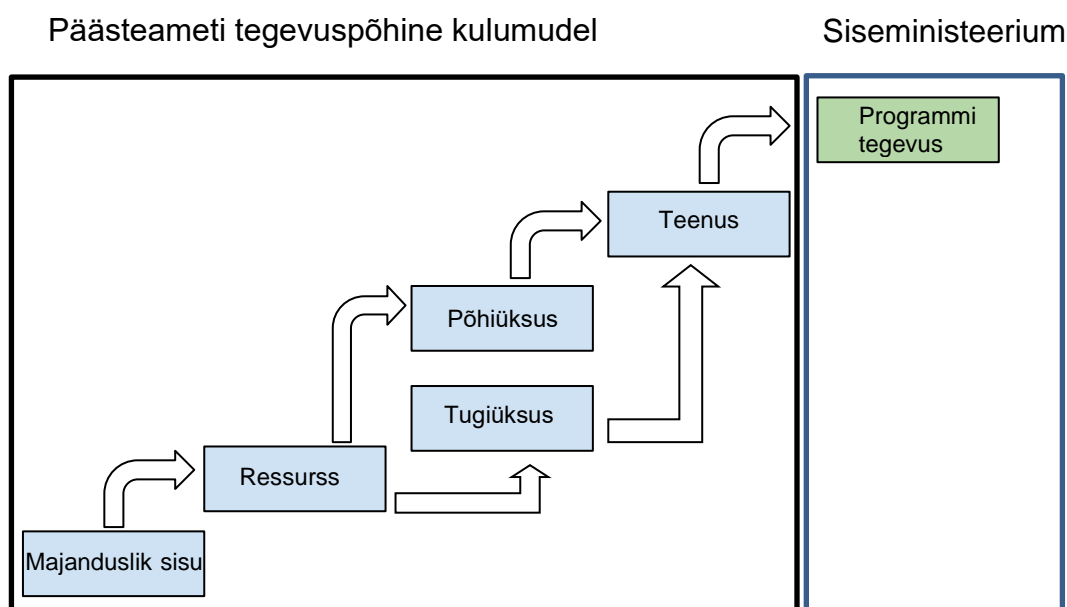 Päästeameti tegevuspõhine kulumudel
Siseministeerium
Programmi
tegevus
Teenus
Põhiüksus
Tugiüksus
Ressurss
Majanduslik sisu